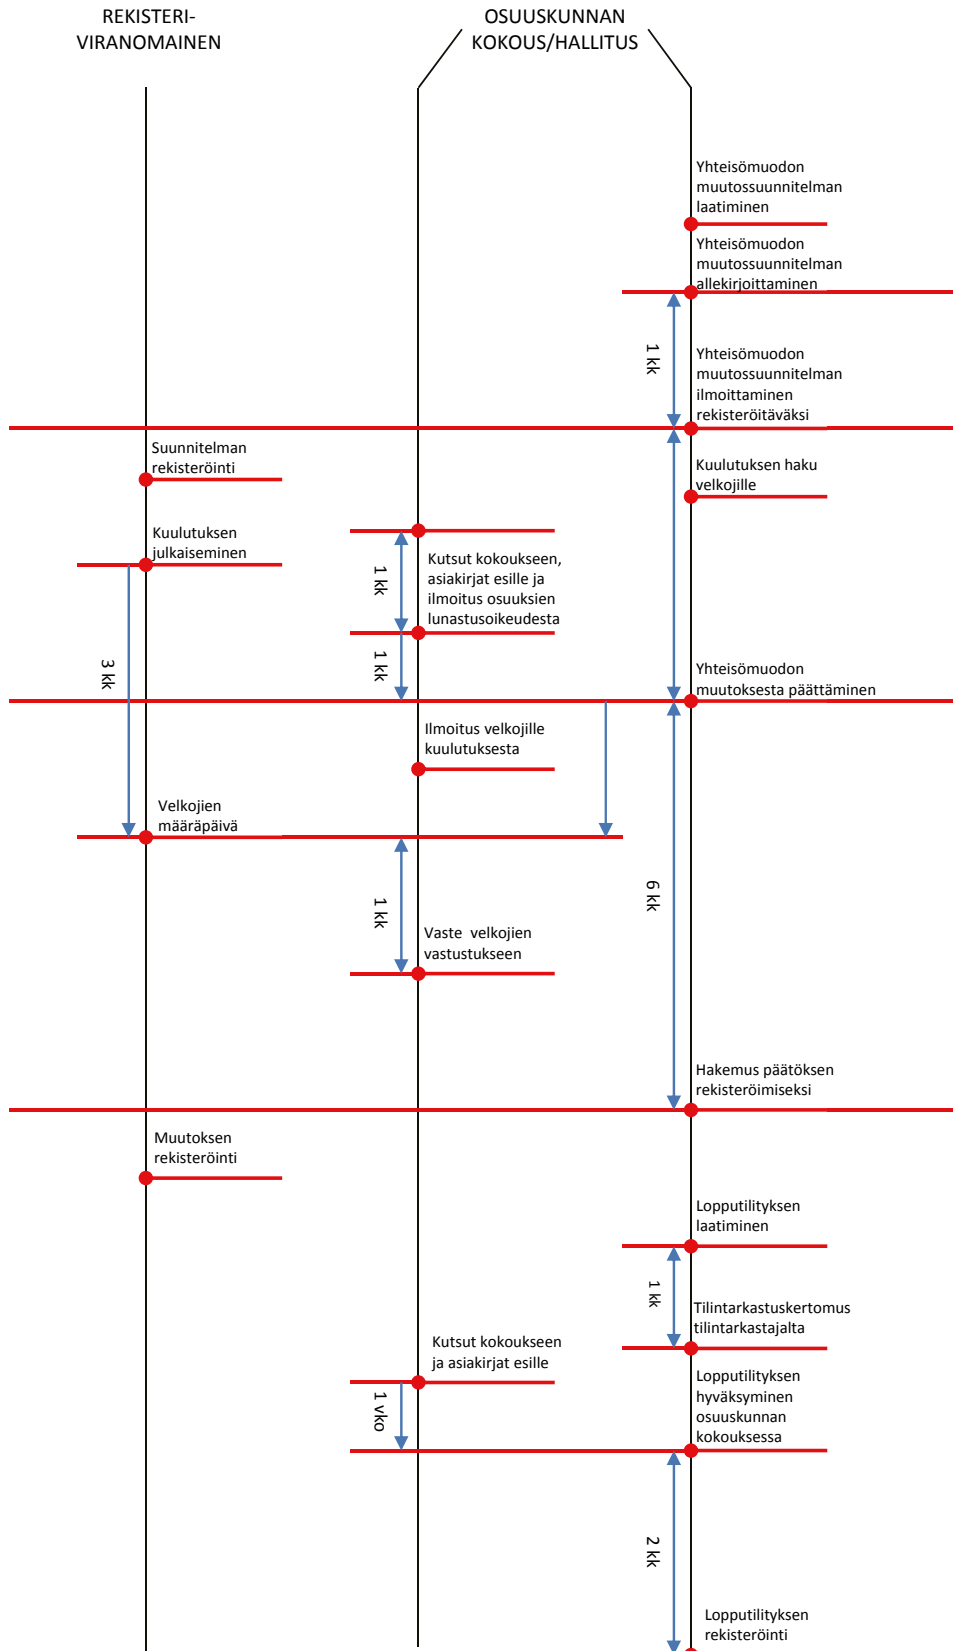 REKISTERI-
VIRANOMAINEN
OSUUSKUNNAN
KOKOUS/HALLITUS
Yhteisömuodon
muutossuunnitelman
laatiminen
Yhteisömuodon
muutossuunnitelman
allekirjoittaminen
1 kk
Yhteisömuodon
muutossuunnitelman
ilmoittaminen
rekisteröitäväksi
Suunnitelman
rekisteröinti
Kuulutuksen haku
velkojille
Kuulutuksen
julkaiseminen
1 kk
Kutsut kokoukseen,
asiakirjat esille ja
ilmoitus osuuksien
lunastusoikeudesta
3 kk
1 kk
Yhteisömuodon
muutoksesta päättäminen
Ilmoitus velkojille
kuulutuksesta
Velkojien
määräpäivä
1 kk
6 kk
Vaste velkojien
vastustukseen
Hakemus päätöksen
rekisteröimiseksi
Muutoksen
rekisteröinti
Lopputilityksen
laatiminen
1 kk
Tilintarkastuskertomus
tilintarkastajalta
Kutsut kokoukseen
ja asiakirjat esille
1 vko
Lopputilityksen
hyväksyminen
osuuskunnan
kokouksessa
2 kk
Lopputilityksen
rekisteröinti